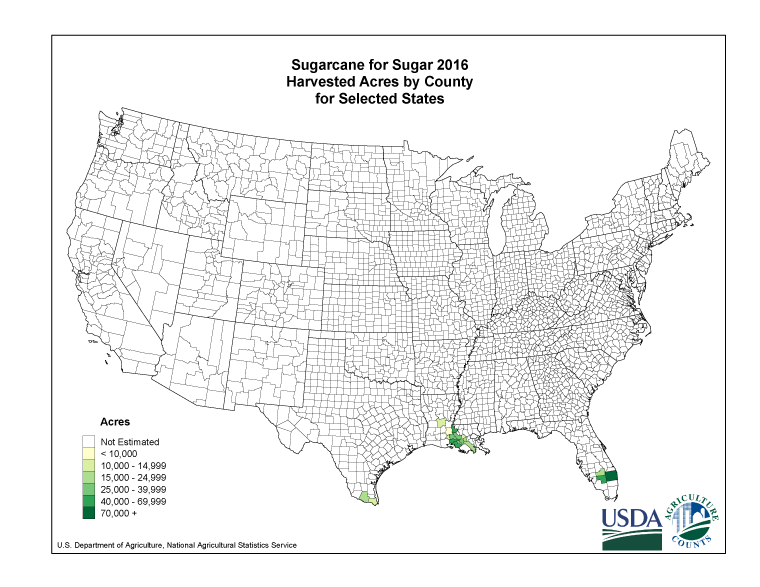 Sugarcane for Sugar 2016
Harvested Acres by County
for Selected States
Acres
Not Estimated
< 10,000
10,000 - 14,999
15,000 - 24,999
25,000 - 39,999
40,000 - 69,999
70,000 +
U.S. Department of Agriculture, National Agricultural Statistics Service
USDA
AGRICULTURE
COUNTS